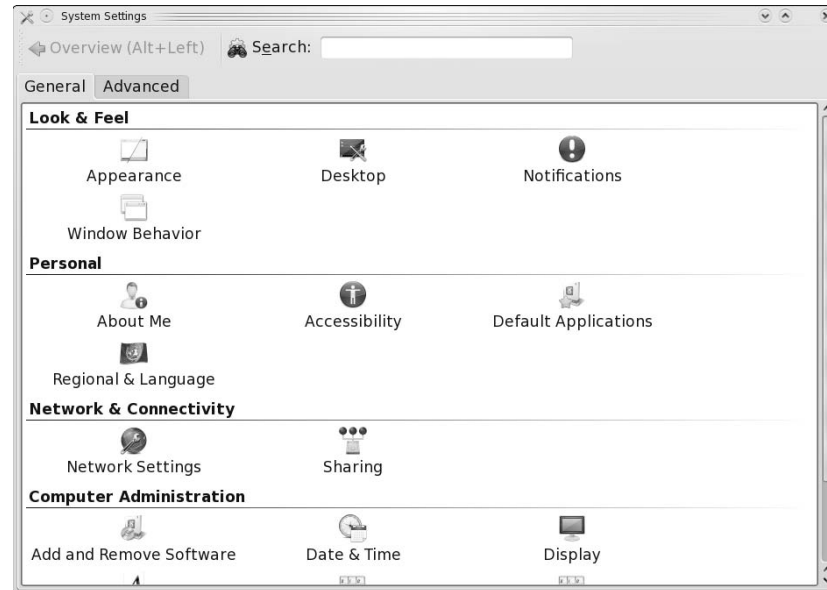 System Settings
Overview (Alt+Left) Search:
General Advanced
Look & Feel
Appearance Desktop Notifications
Window Behavior
Personal
About Me Accessibility Default Applications
Regional & Language
Network & Connectivity
Network Settings Sharing
Computer Administration
Add and Remove Software Date & Time Display